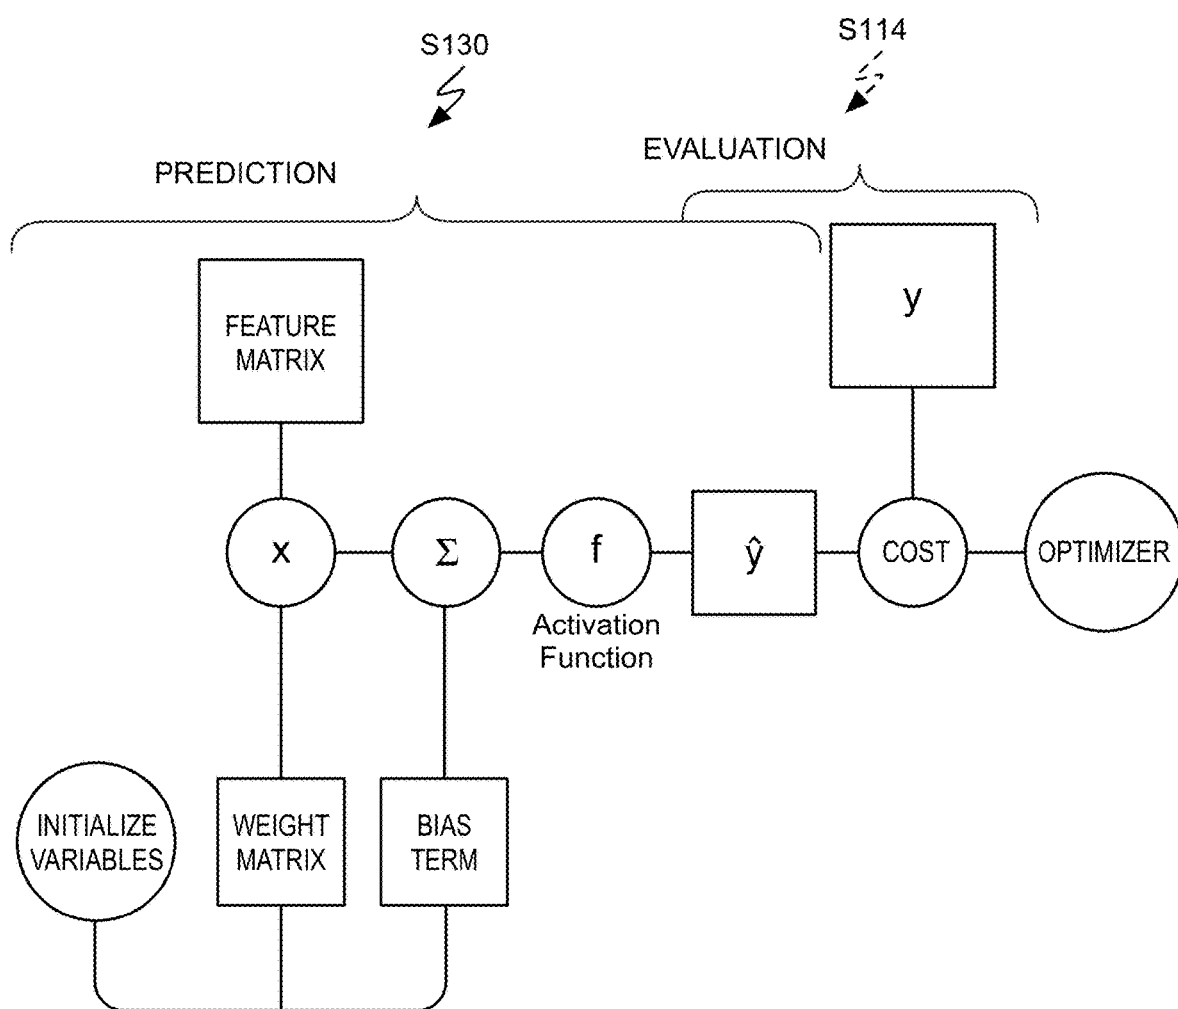 S130
S114
PREDICTION
EVALUATION
FEATURE
MATRIX
y
x
Σ
f
ŷ
COST
OPTIMIZER
Activation
Function
INITIALIZE
VARIABLES
WEIGHT
MATRIX
BIAS
TERM